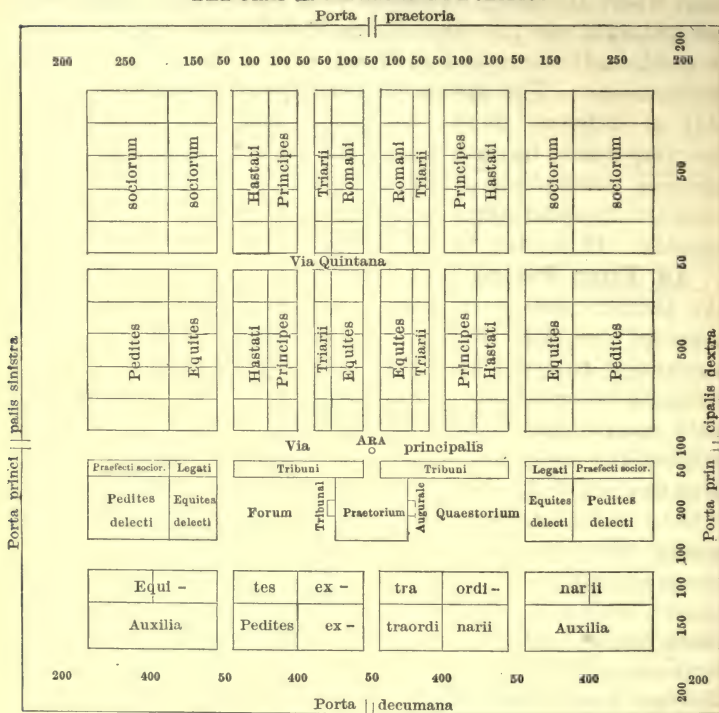 Porta || praetoria
200 250 150 50 100 100 50 50 100 50 100 50 50 100 100 50 150 250 200 200
sociorum sociorum Hastati Principes Triarii Romani Romani Triarii Principes Hastati sociorum sociorum 500
Via Quintana 50
Pedites Equites Hastati Principes Triarii Equites Equites Triarii Principes Hastati Equites Pedites 500
Porta princi || palis sinistra
Porta prin || cipalis dextra
ARA
Via principalis 100
Praefecti socior. Legati Tribuni Tribuni Legati Praefecti socior. 50
Pedites delecti Equites delecti Forum Tribunal Praetorium Augurale Quaestorium Equites delecti Pedites delecti 200
100
Equi - tes ex - tra ordi - narii 100
Auxilia Pedites ex - traordi narii Auxilia 150
200 400 50 400 50 400 50 400 200 200
Porta || decumana